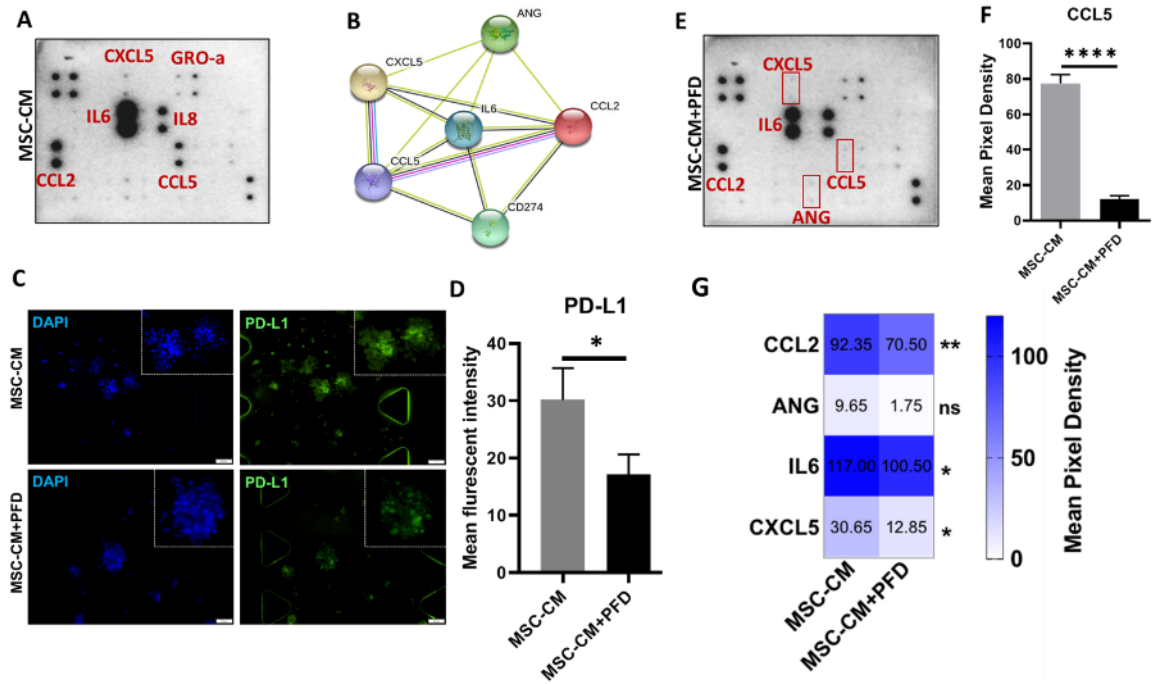 A
MSC-CM
CXCL5
GRO-a
IL6
IL8
CCL2
CCL5
B
ANG
CXCL5
IL6
CCL2
CCL5
CD274
E
MSC-CM+PFD
CXCL5
IL6
CCL2
CCL5
ANG
F
CCL5
Mean Pixel Density
100
80
60
40
20
0
****
MSC-CM
MSC-CM+PFD
C
MSC-CM
DAPI
PD-L1
MSC-CM+PFD
DAPI
PD-L1
D
PD-L1
Mean flurescent intensity
40
30
20
10
0
*
MSC-CM
MSC-CM+PFD
G
CCL2
92.35
70.50
**
ANG
9.65
1.75
ns
IL6
117.00
100.50
*
CXCL5
30.65
12.85
*
MSC-CM
MSC-CM+PFD
100
50
0
Mean Pixel Density